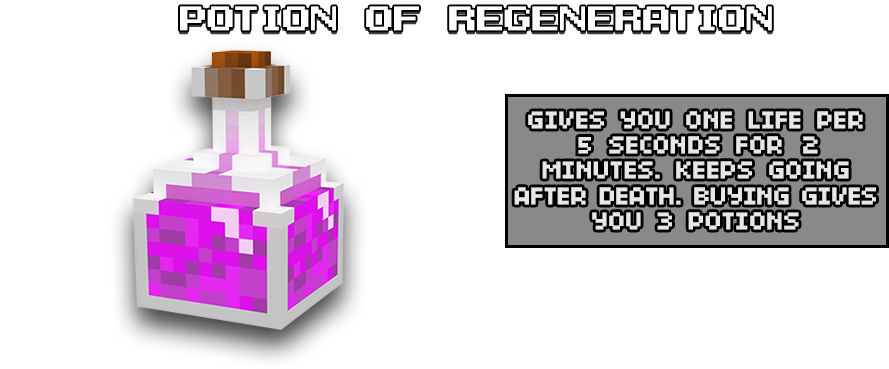 POTION OF REGENERATION
GIVES YOU ONE LIFE PER
5 SECONDS FOR 2
MINUTES. KEEPS GOING
AFTER DEATH. BUYING GIVES
YOU 3 POTIONS